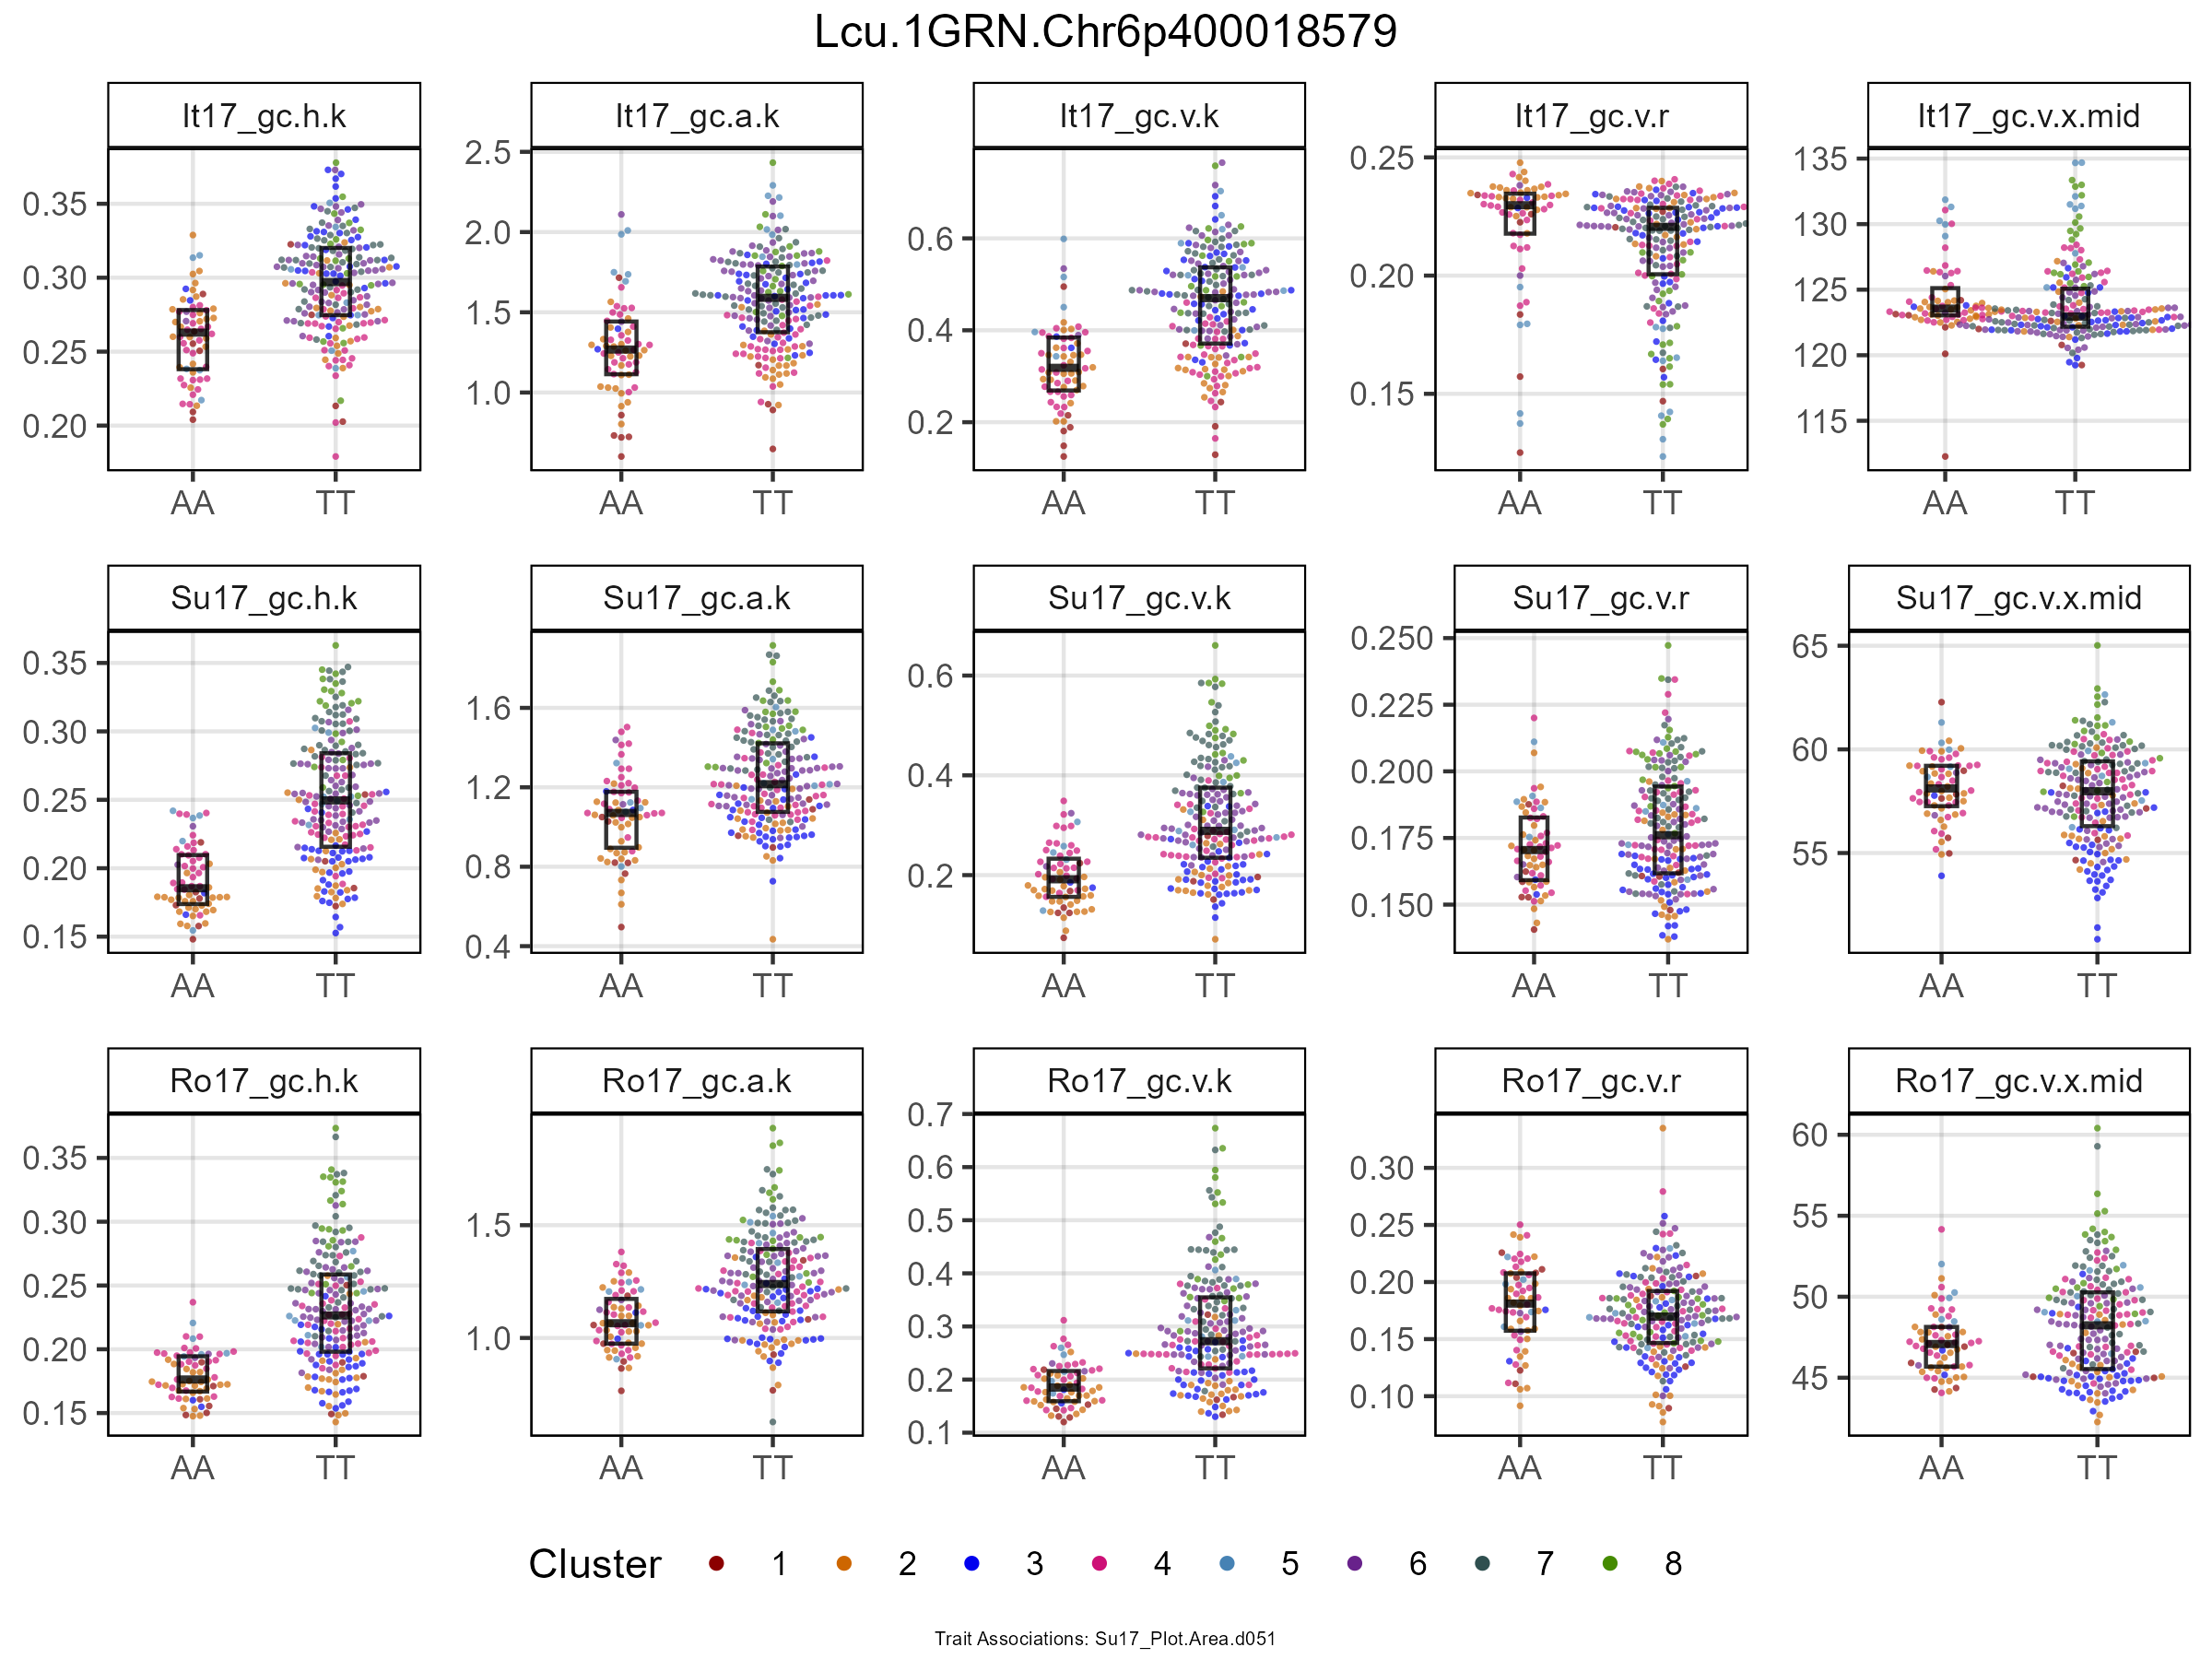 Lcu.1GRN.Chr6p400018579
It17_gc.h.k It17_gc.a.k It17_gc.v.k It17_gc.v.r It17_gc.v.x.mid
0.35 0.30 0.25 0.20
2.5 2.0 1.5 1.0
0.6 0.4 0.2
0.25 0.20 0.15
135 130 125 120 115
AA TT AA TT AA TT AA TT AA TT
Su17_gc.h.k Su17_gc.a.k Su17_gc.v.k Su17_gc.v.r Su17_gc.v.x.mid
0.35 0.30 0.25 0.20 0.15
1.6 1.2 0.8 0.4
0.6 0.4 0.2
0.250 0.225 0.200 0.175 0.150
65 60 55
AA TT AA TT AA TT AA TT AA TT
Ro17_gc.h.k Ro17_gc.a.k Ro17_gc.v.k Ro17_gc.v.r Ro17_gc.v.x.mid
0.35 0.30 0.25 0.20 0.15
1.5 1.0
0.7 0.6 0.5 0.4 0.3 0.2 0.1
0.30 0.25 0.20 0.15 0.10
60 55 50 45
AA TT AA TT AA TT AA TT AA TT
Cluster 1 2 3 4 5 6 7 8
Trait Associations: Su17_Plot.Area.d051